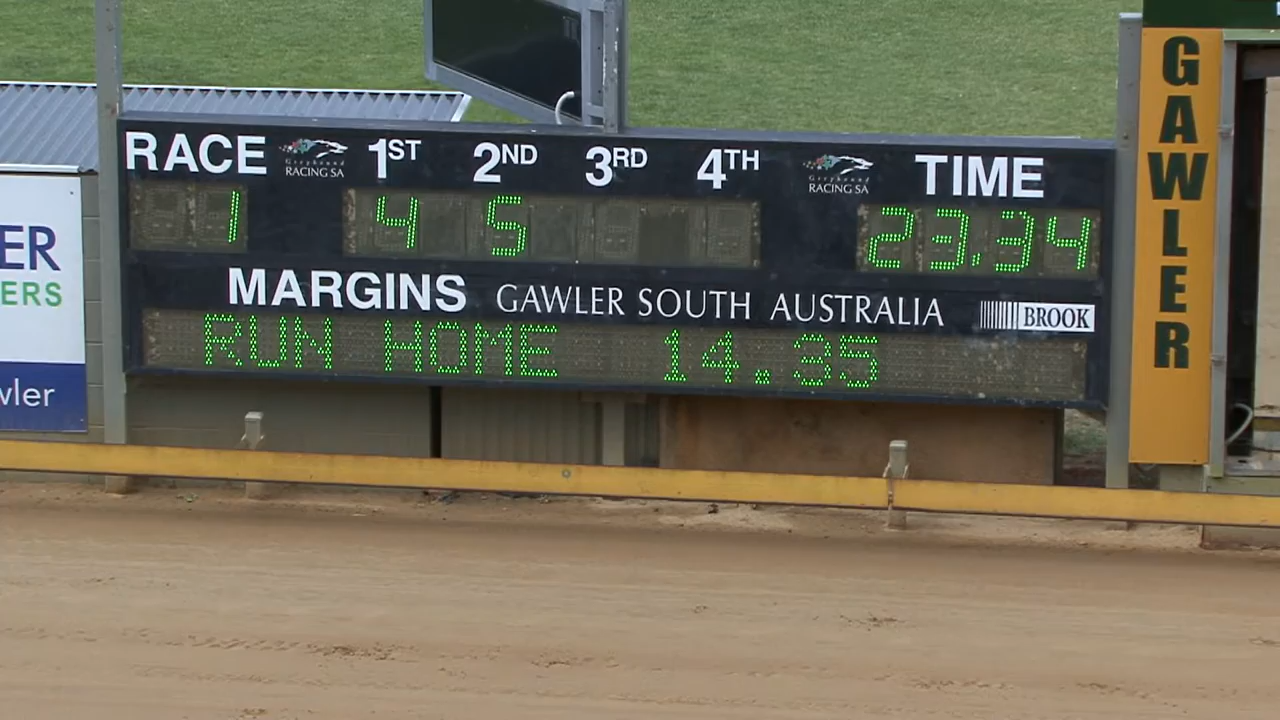 RACE
Greyhound
RACING SA
1ST
2ND
3RD
4TH
Greyhound
RACING SA
TIME
1
4
5
23.34
MARGINS
GAWLER SOUTH AUSTRALIA
BROOK
RUN HOME 14.35
GAWLER
ER
ERS
wler